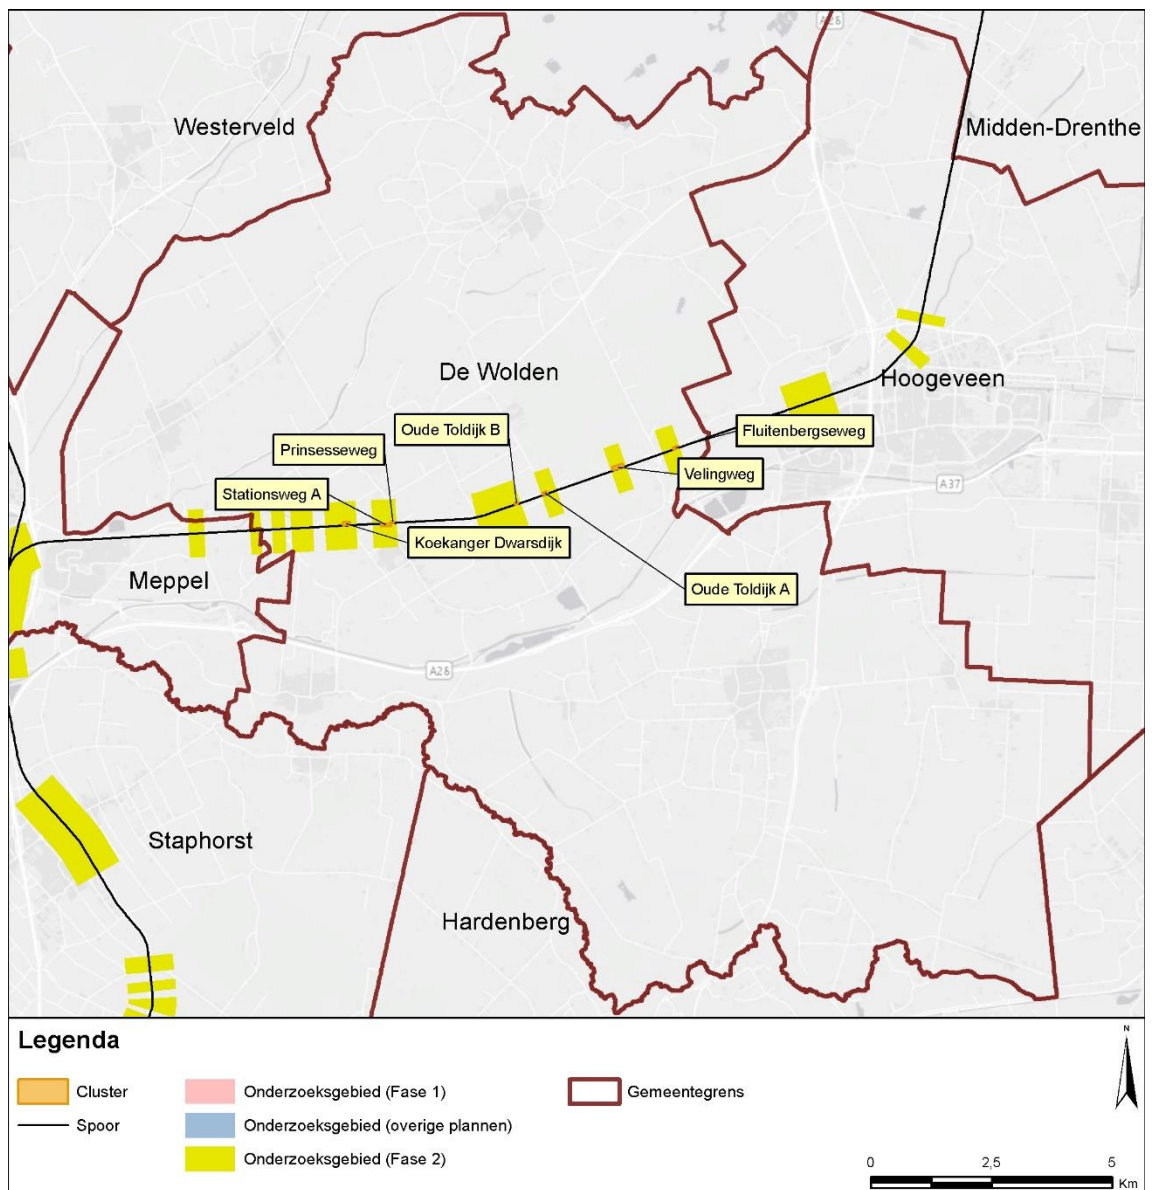 A28
Westerveld
Midden-Drenthe
De Wolden
Hoogeveen
Oude Toldijk B
Fluitenbergseweg
Prinsesseweg
Velingweg
A37
Stationsweg A
Koekanger Dwarsdijk
Meppel
Oude Toldijk A
A28
Staphorst
Hardenberg
Legenda
N
Cluster
Onderzoeksgebied (Fase 1)
Gemeentegrens
Spoor
Onderzoeksgebied (overige plannen)
Onderzoeksgebied (Fase 2)
0
2,5
5
Km